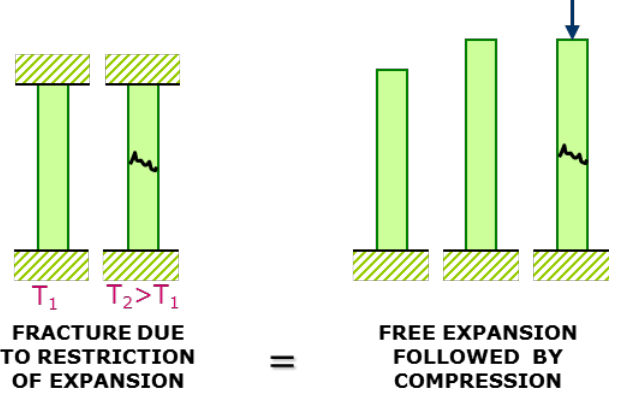 T₁
T₂>T₁
FRACTURE DUE
TO RESTRICTION
OF EXPANSION
=
FREE EXPANSION
FOLLOWED BY
COMPRESSION